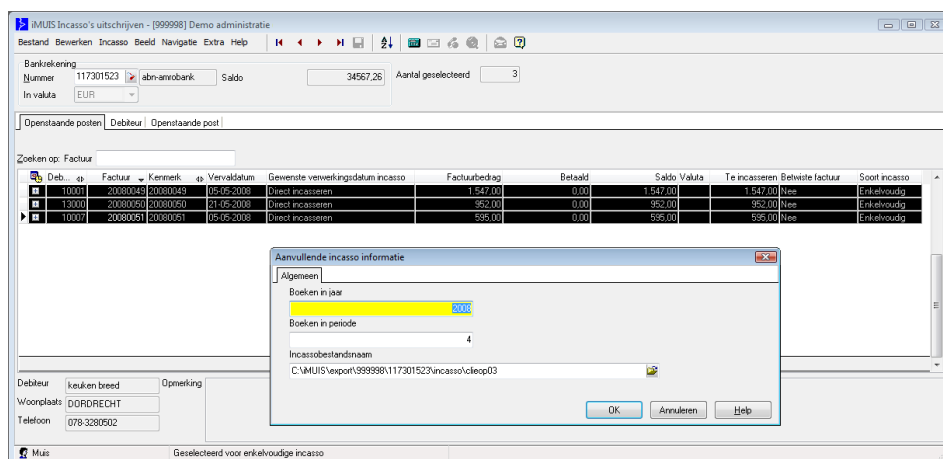 iMUIS Incasso's uitschrijven - [999998] Demo administratie
Bestand Bewerken Incasso Beeld Navigatie Extra Help
Bankrekening
Nummer 117301523 abn-amrobank Saldo 34567,26 Aantal geselecteerd 3
In valuta EUR
Openstaande posten Debiteur Openstaande post
Zoeken op: Factuur
Deb... Factuur Kenmerk Vervaldatum Gewenste verwerkingsdatum incasso Factuurbedrag Betaald Saldo Valuta Te incasseren Betwiste factuur Soort incasso
10001 20080049 20080049 05-05-2008 Direct incasseren 1.547,00 0,00 1.547,00 1.547,00 Nee Enkelvoudig
13000 20080050 20080050 21-05-2008 Direct incasseren 952,00 0,00 952,00 952,00 Nee Enkelvoudig
10007 20080051 20080051 05-05-2008 Direct incasseren 595,00 0,00 595,00 595,00 Nee Enkelvoudig
Aanvullende incasso informatie
Algemeen
Boeken in jaar
2008
Boeken in periode
4
Incassobestandsnaam
C:\iMUIS\export\999998\117301523\incasso\clieop03
OK Annuleren Help
Debiteur keuken breed Opmerking
Woonplaats DORDRECHT
Telefoon 078-3280502
Muis Geselecteerd voor enkelvoudige incasso